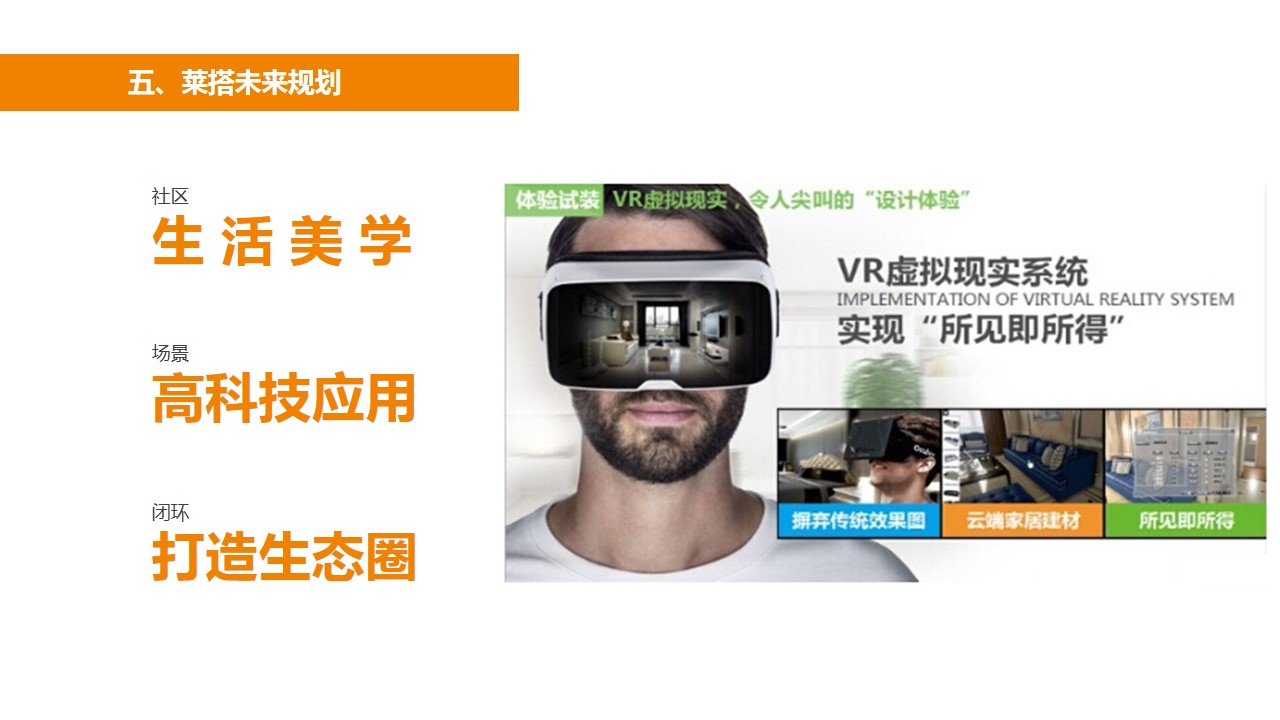 五、莱搭未来规划
社区
生活美学
场景
高科技应用
闭环
打造生态圈
体验试装 VR虚拟现实，令人尖叫的“设计体验”
VR虚拟现实系统
IMPLEMENTATION OF VIRTUAL REALITY SYSTEM
实现“所见即所得”
摒弃传统效果图
云端家居建材
所见即所得